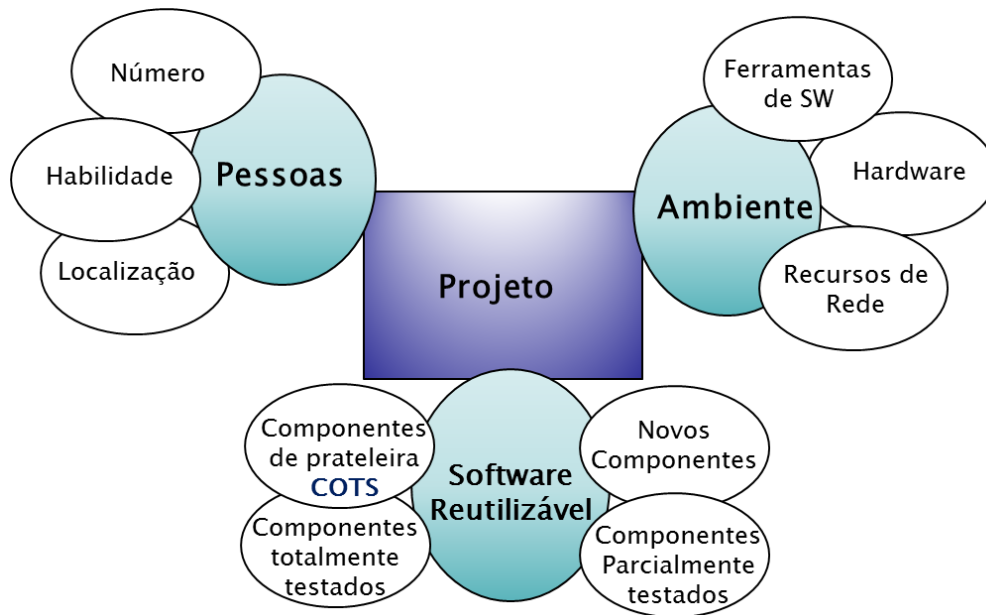 Número
Habilidade
Localização
Pessoas
Projeto
Ferramentas
de SW
Hardware
Ambiente
Recursos de
Rede
Componentes
de prateleira
COTS
Componentes
totalmente
testados
Software
Reutilizável
Novos
Componentes
Componentes
Parcialmente
testados